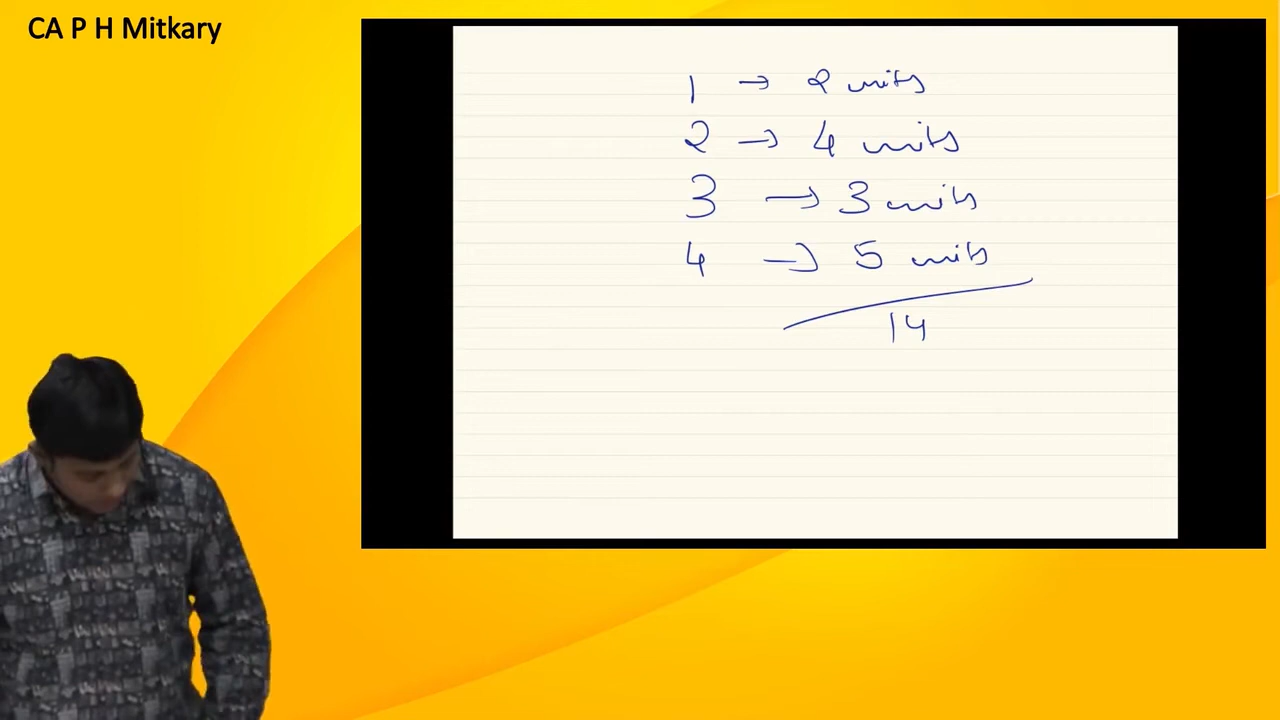 CA P H Mitkary
1 → 2 units
2 → 4 units
3 → 3 units
4 → 5 units
14